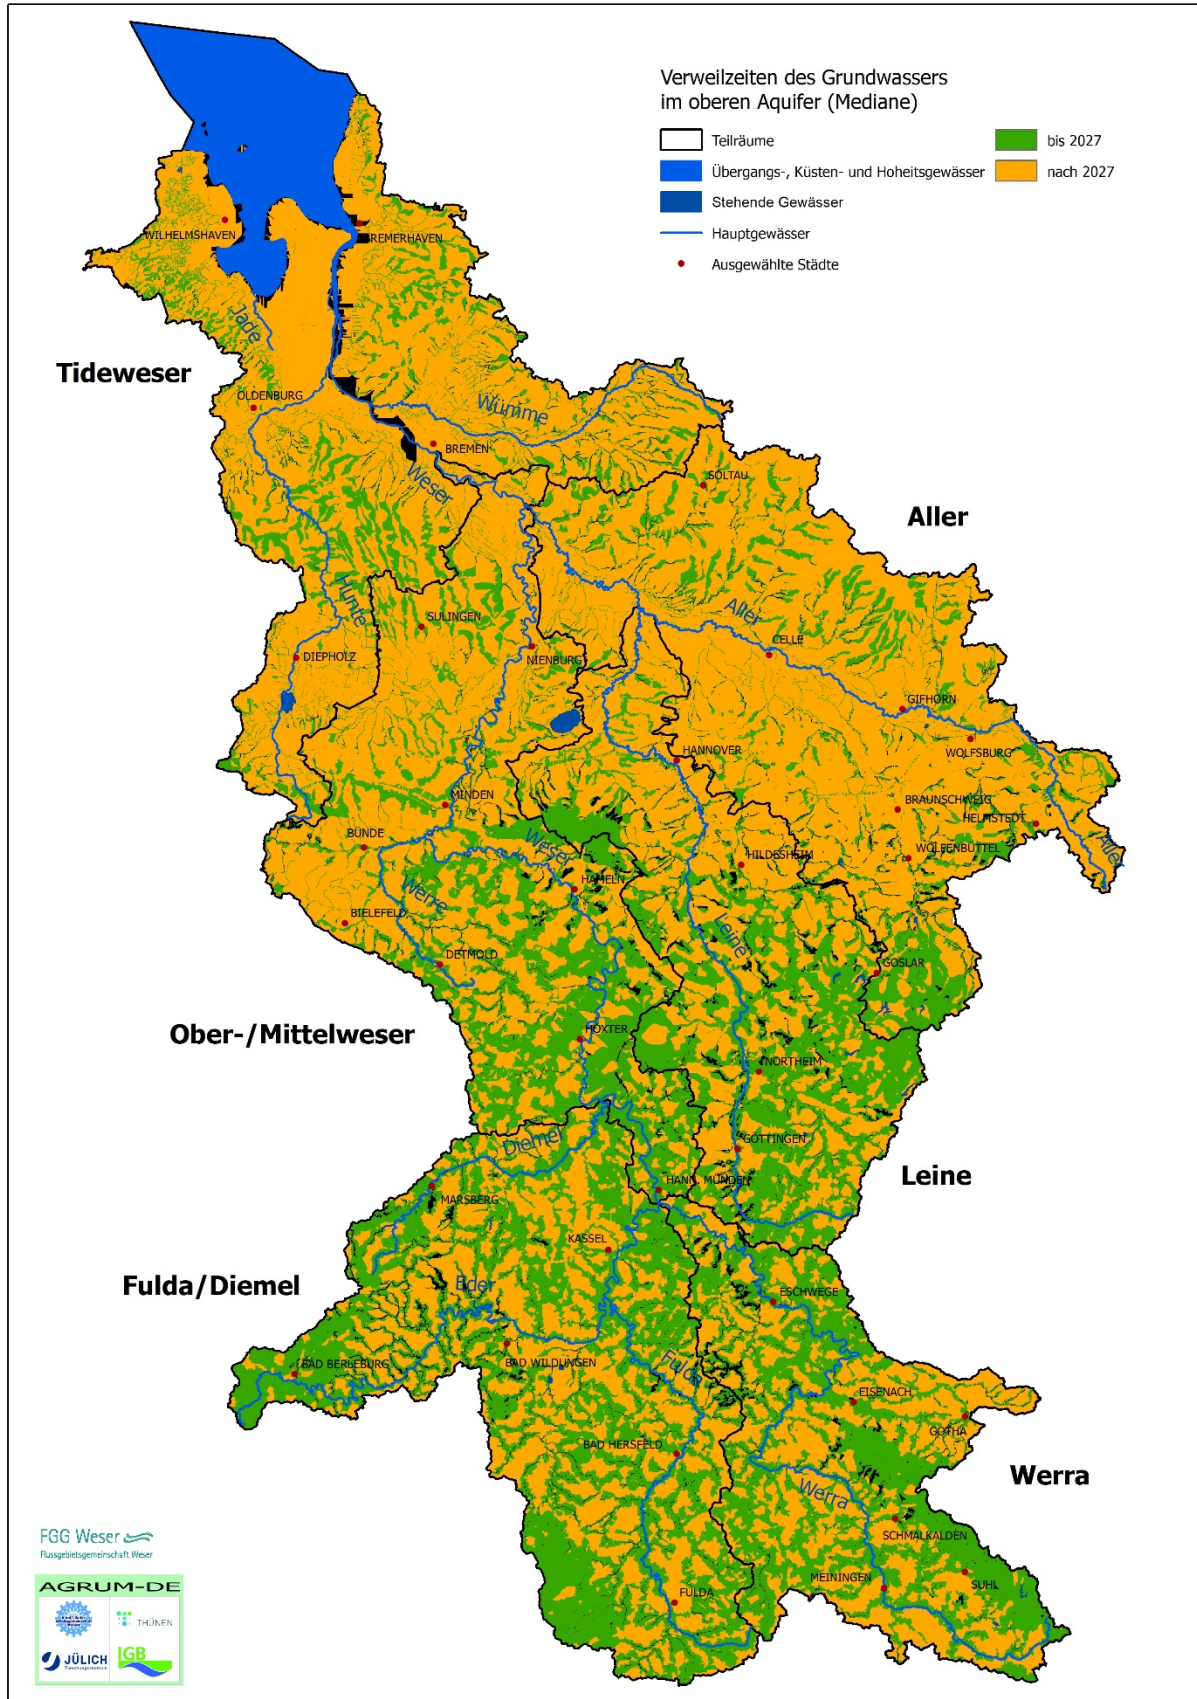 Verweilzeiten des Grundwassers
im oberen Aquifer (Mediane)
Teilräume
bis 2027
Übergangs-, Küsten- und Hoheitsgewässer
nach 2027
Stehende Gewässer
Hauptgewässer
Ausgewählte Städte
WILHELMSHAVEN
BREMERHAVEN
Jade
Tideweser
OLDENBURG
Wümme
BREMEN
Weser
SOLTAU
Aller
Hunte
SULINGEN
Aller
CELLE
DIEPHOLZ
NIENBURG
GIFHORN
WOLFSBURG
HANNOVER
MINDEN
BRAUNSCHWEIG
HELMSTEDT
BÜNDE
Weser
HILDESHEIM
WOLFENBÜTTEL
Aller
HAMELN
Werre
BIELEFELD
Leine
DETMOLD
GOSLAR
Ober-/Mittelweser
HÖXTER
NORTHEIM
Diemel
GÖTTINGEN
Leine
MARSBERG
HANN. MÜNDEN
KASSEL
Fulda/Diemel
Eder
ESCHWEGE
BAD BERLEBURG
BAD WILDUNGEN
Fulda
EISENACH
GOTHA
BAD HERSFELD
Werra
Werra
SCHMALKALDEN
MEININGEN
SUHL
FULDA
FGG Weser
Flussgebietsgemeinschaft Weser
AGRUM-DE
THÜNEN
JÜLICH
Forschungszentrum
IGB